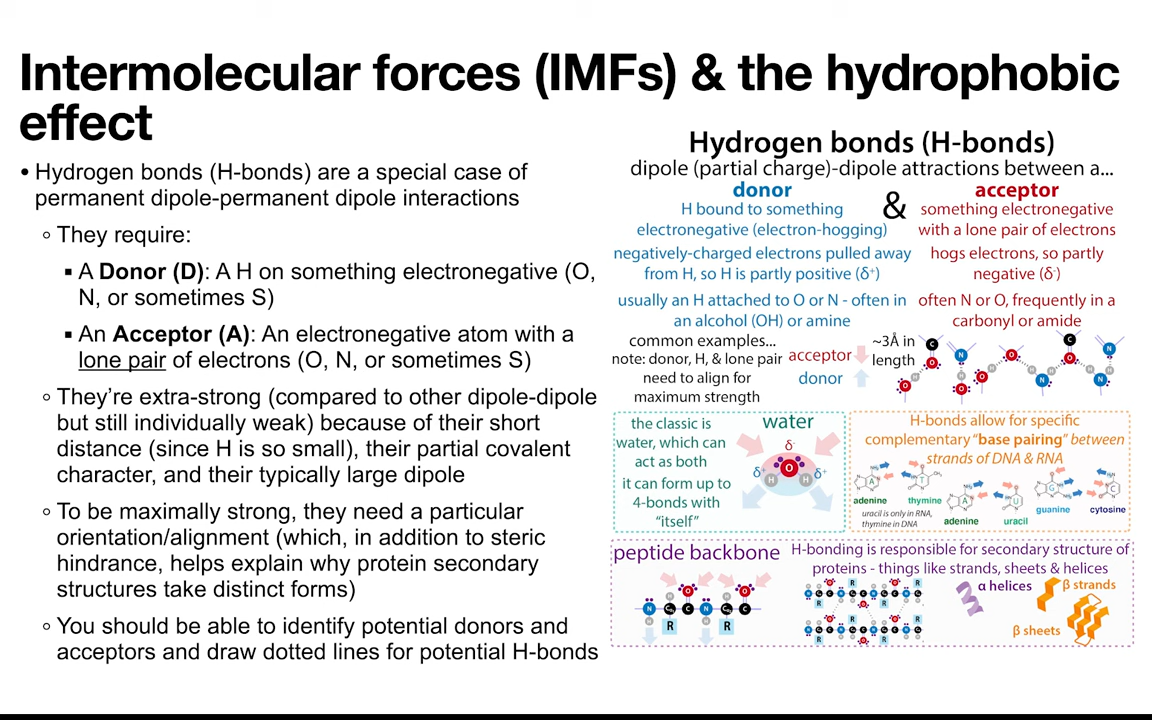 Intermolecular forces (IMFs) & the hydrophobic
effect
• Hydrogen bonds (H-bonds) are a special case of
permanent dipole-permanent dipole interactions
◦ They require:
▪ A Donor (D): A H on something electronegative (O,
N, or sometimes S)
▪ An Acceptor (A): An electronegative atom with a
lone pair of electrons (O, N, or sometimes S)
◦ They’re extra-strong (compared to other dipole-dipole
but still individually weak) because of their short
distance (since H is so small), their partial covalent
character, and their typically large dipole
◦ To be maximally strong, they need a particular
orientation/alignment (which, in addition to steric
hindrance, helps explain why protein secondary
structures take distinct forms)
◦ You should be able to identify potential donors and
acceptors and draw dotted lines for potential H-bonds
Hydrogen bonds (H-bonds)
dipole (partial charge)-dipole attractions between a...
donor
H bound to something
electronegative (electron-hogging)
negatively-charged electrons pulled away
from H, so H is partly positive (δ⁺)
usually an H attached to O or N - often in
an alcohol (OH) or amine
&
acceptor
something electronegative
with a lone pair of electrons
hogs electrons, so partly
negative (δ⁻)
often N or O, frequently in a
carbonyl or amide
common examples...
note: donor, H, & lone pair
need to align for
maximum strength
acceptor
donor
~3Å in
length
C O H O
N H O
O H O
O H N
C O H N
N H N
the classic is
water, which can
act as both
it can form up to
4-bonds with
“itself”
water
δ⁻
δ⁺ O δ⁺
H H
H-bonds allow for specific
complementary “base pairing” between
strands of DNA & RNA
A T A U G C
adenine thymine
uracil is only in RNA,
thymine in DNA
adenine uracil
guanine cytosine
peptide backbone
H-bonding is responsible for secondary structure of
proteins - things like strands, sheets & helices
O O
H H
N C C N C C
H R H R
α helices
β strands
β sheets